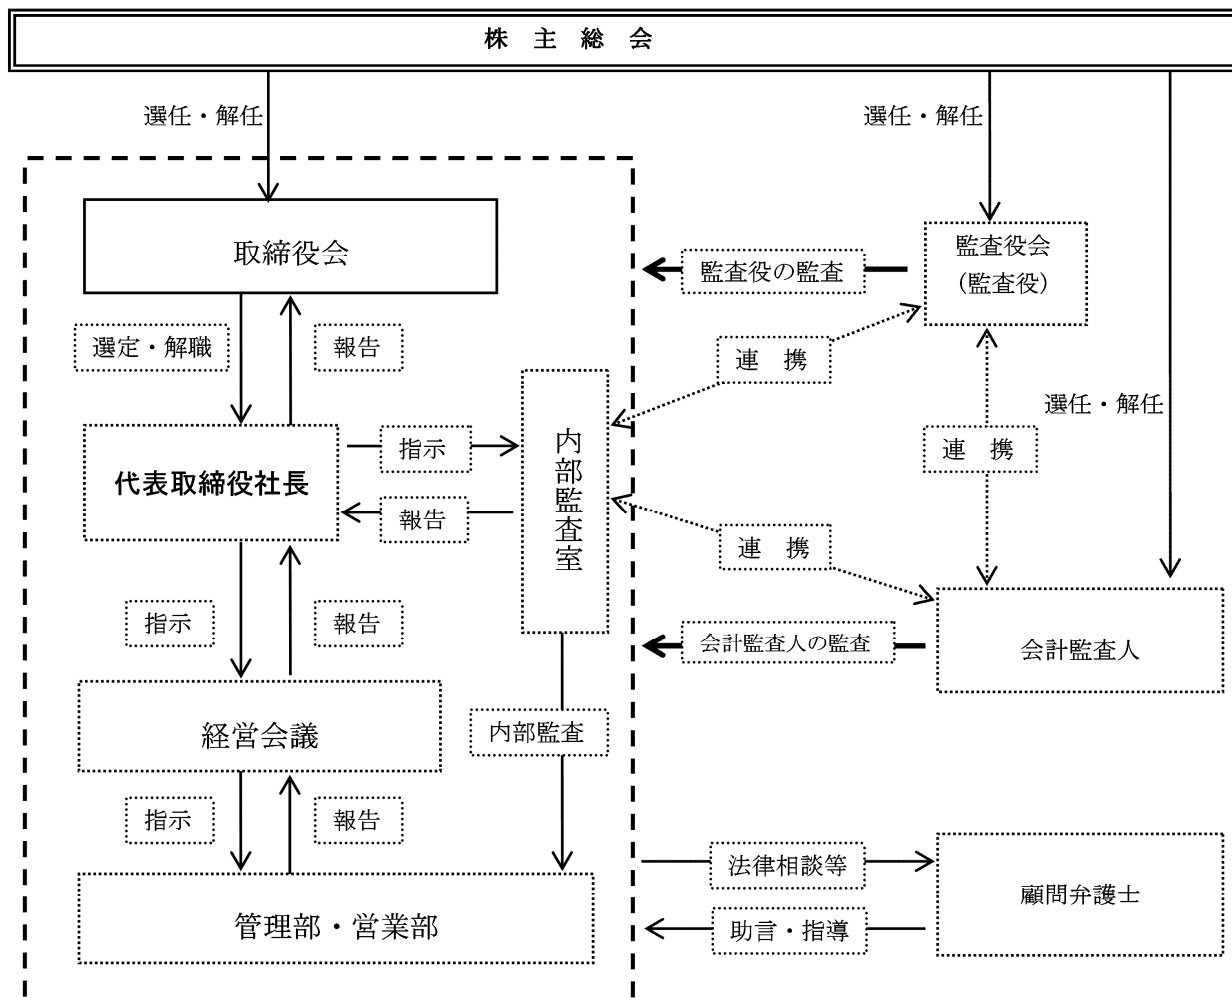 株　主　総　会
選任・解任
選任・解任
取締役会
監査役会
（監査役）
監査役の監査
選定・解職
報告
連　携
選任・解任
代表取締役社長
指示
報告
内部監査室
連　携
連　携
指示
報告
会計監査人の監査
会計監査人
経営会議
内部監査
指示
報告
法律相談等
顧問弁護士
管理部・営業部
助言・指導